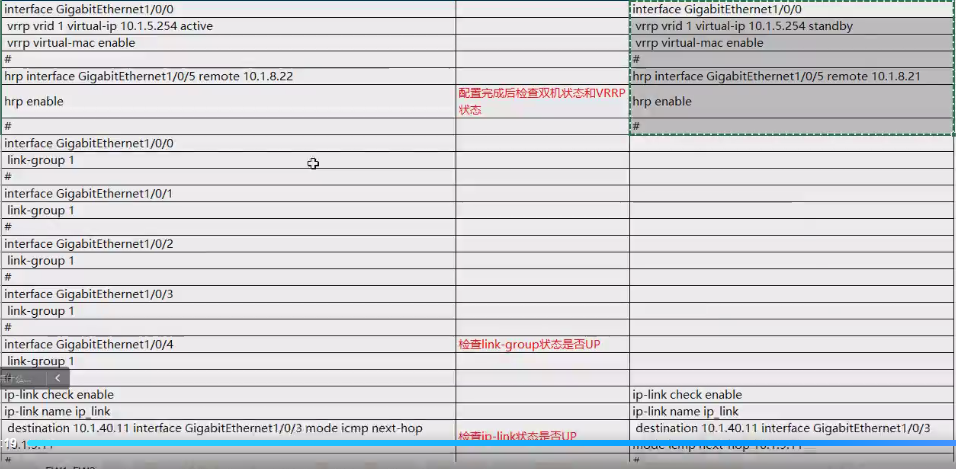 interface GigabitEthernet1/0/0
vrrp vrid 1 virtual-ip 10.1.5.254 active
vrrp virtual-mac enable
#
hrp interface GigabitEthernet1/0/5 remote 10.1.8.22
hrp enable
#
interface GigabitEthernet1/0/0
link-group 1
#
interface GigabitEthernet1/0/1
link-group 1
#
interface GigabitEthernet1/0/2
link-group 1
#
interface GigabitEthernet1/0/3
link-group 1
#
interface GigabitEthernet1/0/4
link-group 1
#
ip-link check enable
ip-link name ip_link
destination 10.1.40.11 interface GigabitEthernet1/0/3 mode icmp next-hop
#
配置完成后检查双机状态和VRRP
状态
检查link-group状态是否UP
检查ip-link状态是否UP
interface GigabitEthernet1/0/0
vrrp vrid 1 virtual-ip 10.1.5.254 standby
vrrp virtual-mac enable
#
hrp interface GigabitEthernet1/0/5 remote 10.1.8.21
hrp enable
#
ip-link check enable
ip-link name ip_link
destination 10.1.40.11 interface GigabitEthernet1/0/3
mode icmp next-hop 10.1.5.11
#